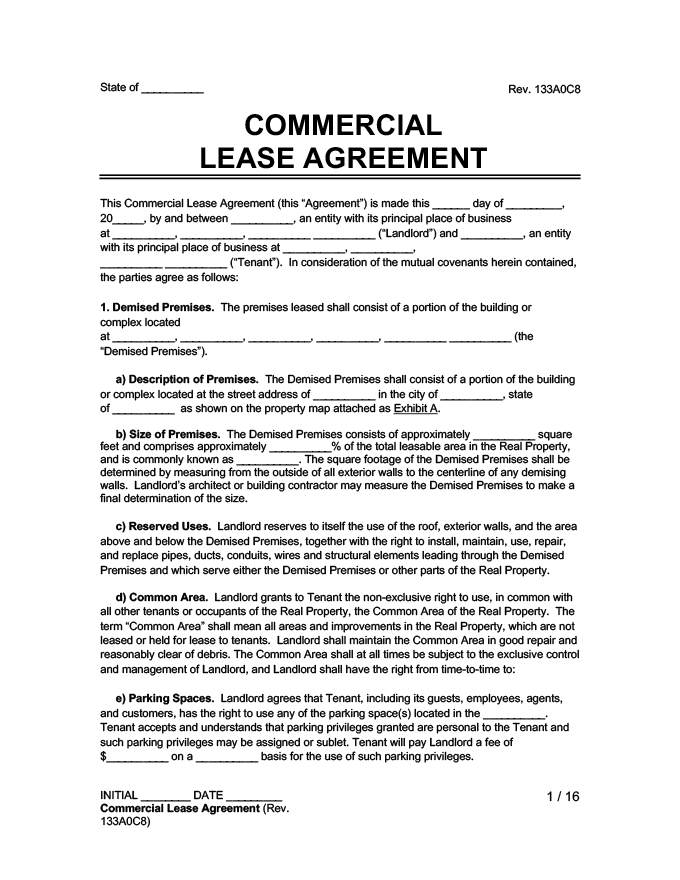 State of __________
Rev. 133A0C8
COMMERCIAL
LEASE AGREEMENT
This Commercial Lease Agreement (this “Agreement”) is made this ______ day of _________,
20_____, by and between __________, an entity with its principal place of business
at __________, __________, __________ __________ (“Landlord”) and __________, an entity
with its principal place of business at __________, __________,
__________ __________ (“Tenant”).  In consideration of the mutual covenants herein contained,
the parties agree as follows:
1. Demised Premises.  The premises leased shall consist of a portion of the building or
complex located
at __________, __________, __________, __________, __________ __________ (the
“Demised Premises”).
a) Description of Premises.  The Demised Premises shall consist of a portion of the building
or complex located at the street address of __________ in the city of __________, state
of __________  as shown on the property map attached as Exhibit A.
b) Size of Premises.  The Demised Premises consists of approximately __________ square
feet and comprises approximately __________% of the total leasable area in the Real Property,
and is commonly known as __________. The square footage of the Demised Premises shall be
determined by measuring from the outside of all exterior walls to the centerline of any demising
walls.  Landlord’s architect or building contractor may measure the Demised Premises to make a
final determination of the size.
c) Reserved Uses.  Landlord reserves to itself the use of the roof, exterior walls, and the area
above and below the Demised Premises, together with the right to install, maintain, use, repair,
and replace pipes, ducts, conduits, wires and structural elements leading through the Demised
Premises and which serve either the Demised Premises or other parts of the Real Property.
d) Common Area.  Landlord grants to Tenant the non-exclusive right to use, in common with
all other tenants or occupants of the Real Property, the Common Area of the Real Property.  The
term “Common Area” shall mean all areas and improvements in the Real Property, which are not
leased or held for lease to tenants.  Landlord shall maintain the Common Area in good repair and
reasonably clear of debris. The Common Area shall at all times be subject to the exclusive control
and management of Landlord, and Landlord shall have the right from time-to-time to:
e) Parking Spaces.  Landlord agrees that Tenant, including its guests, employees, agents,
and customers, has the right to use any of the parking space(s) located in the __________.
Tenant accepts and understands that parking privileges granted are personal to the Tenant and
such parking privileges may be assigned or sublet. Tenant will pay Landlord a fee of
$__________ on a __________ basis for the use of such parking privileges.
INITIAL ________ DATE _________
1 / 16
Commercial Lease Agreement (Rev.
133A0C8)